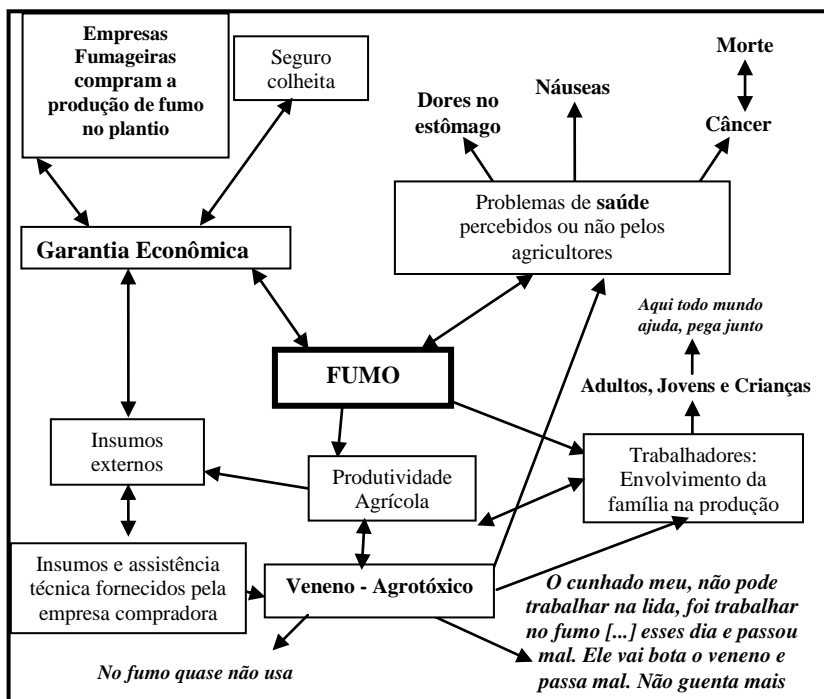 Empresas
Fumageiras
compram a
produção de fumo
no plantio
Seguro
colheita
Dores no
estômago
Náuseas
Morte
Câncer
Problemas de saúde
percebidos ou não pelos
agricultores
Garantia Econômica
Aqui todo mundo
ajuda, pega junto
FUMO
Adultos, Jovens e Crianças
Insumos
externos
Produtividade
Agrícola
Trabalhadores:
Envolvimento da
família na produção
Insumos e assistência
técnica fornecidos pela
empresa compradora
Veneno - Agrotóxico
O cunhado meu, não pode
trabalhar na lida, foi trabalhar
no fumo [...] esses dia e passou
mal. Ele vai bota o veneno e
passa mal. Não guenta mais
No fumo quase não usa